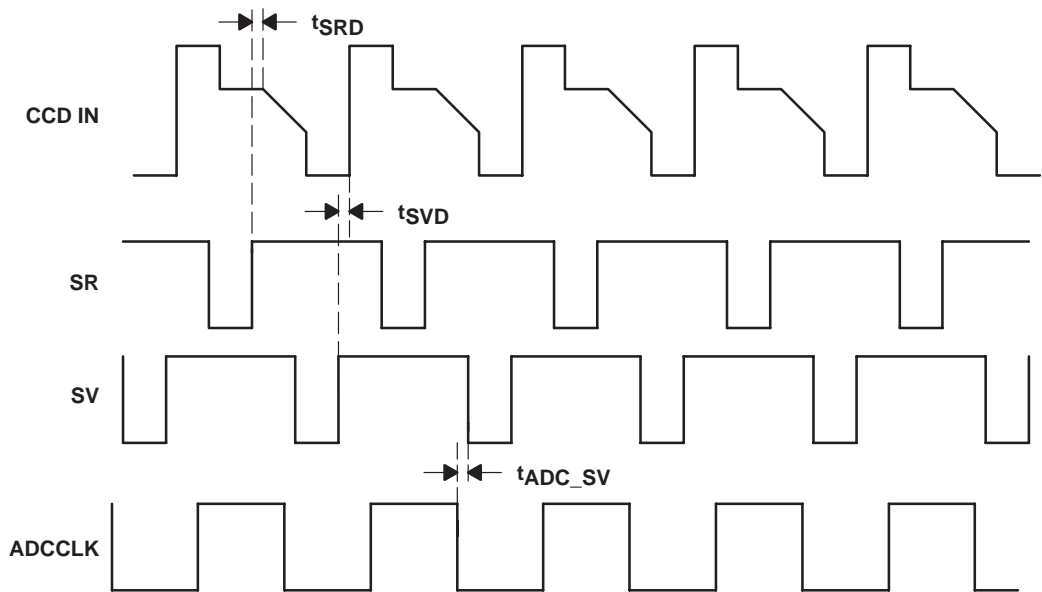 tSRD
CCD IN
tSVD
SR
SV
tADC_SV
ADCCLK